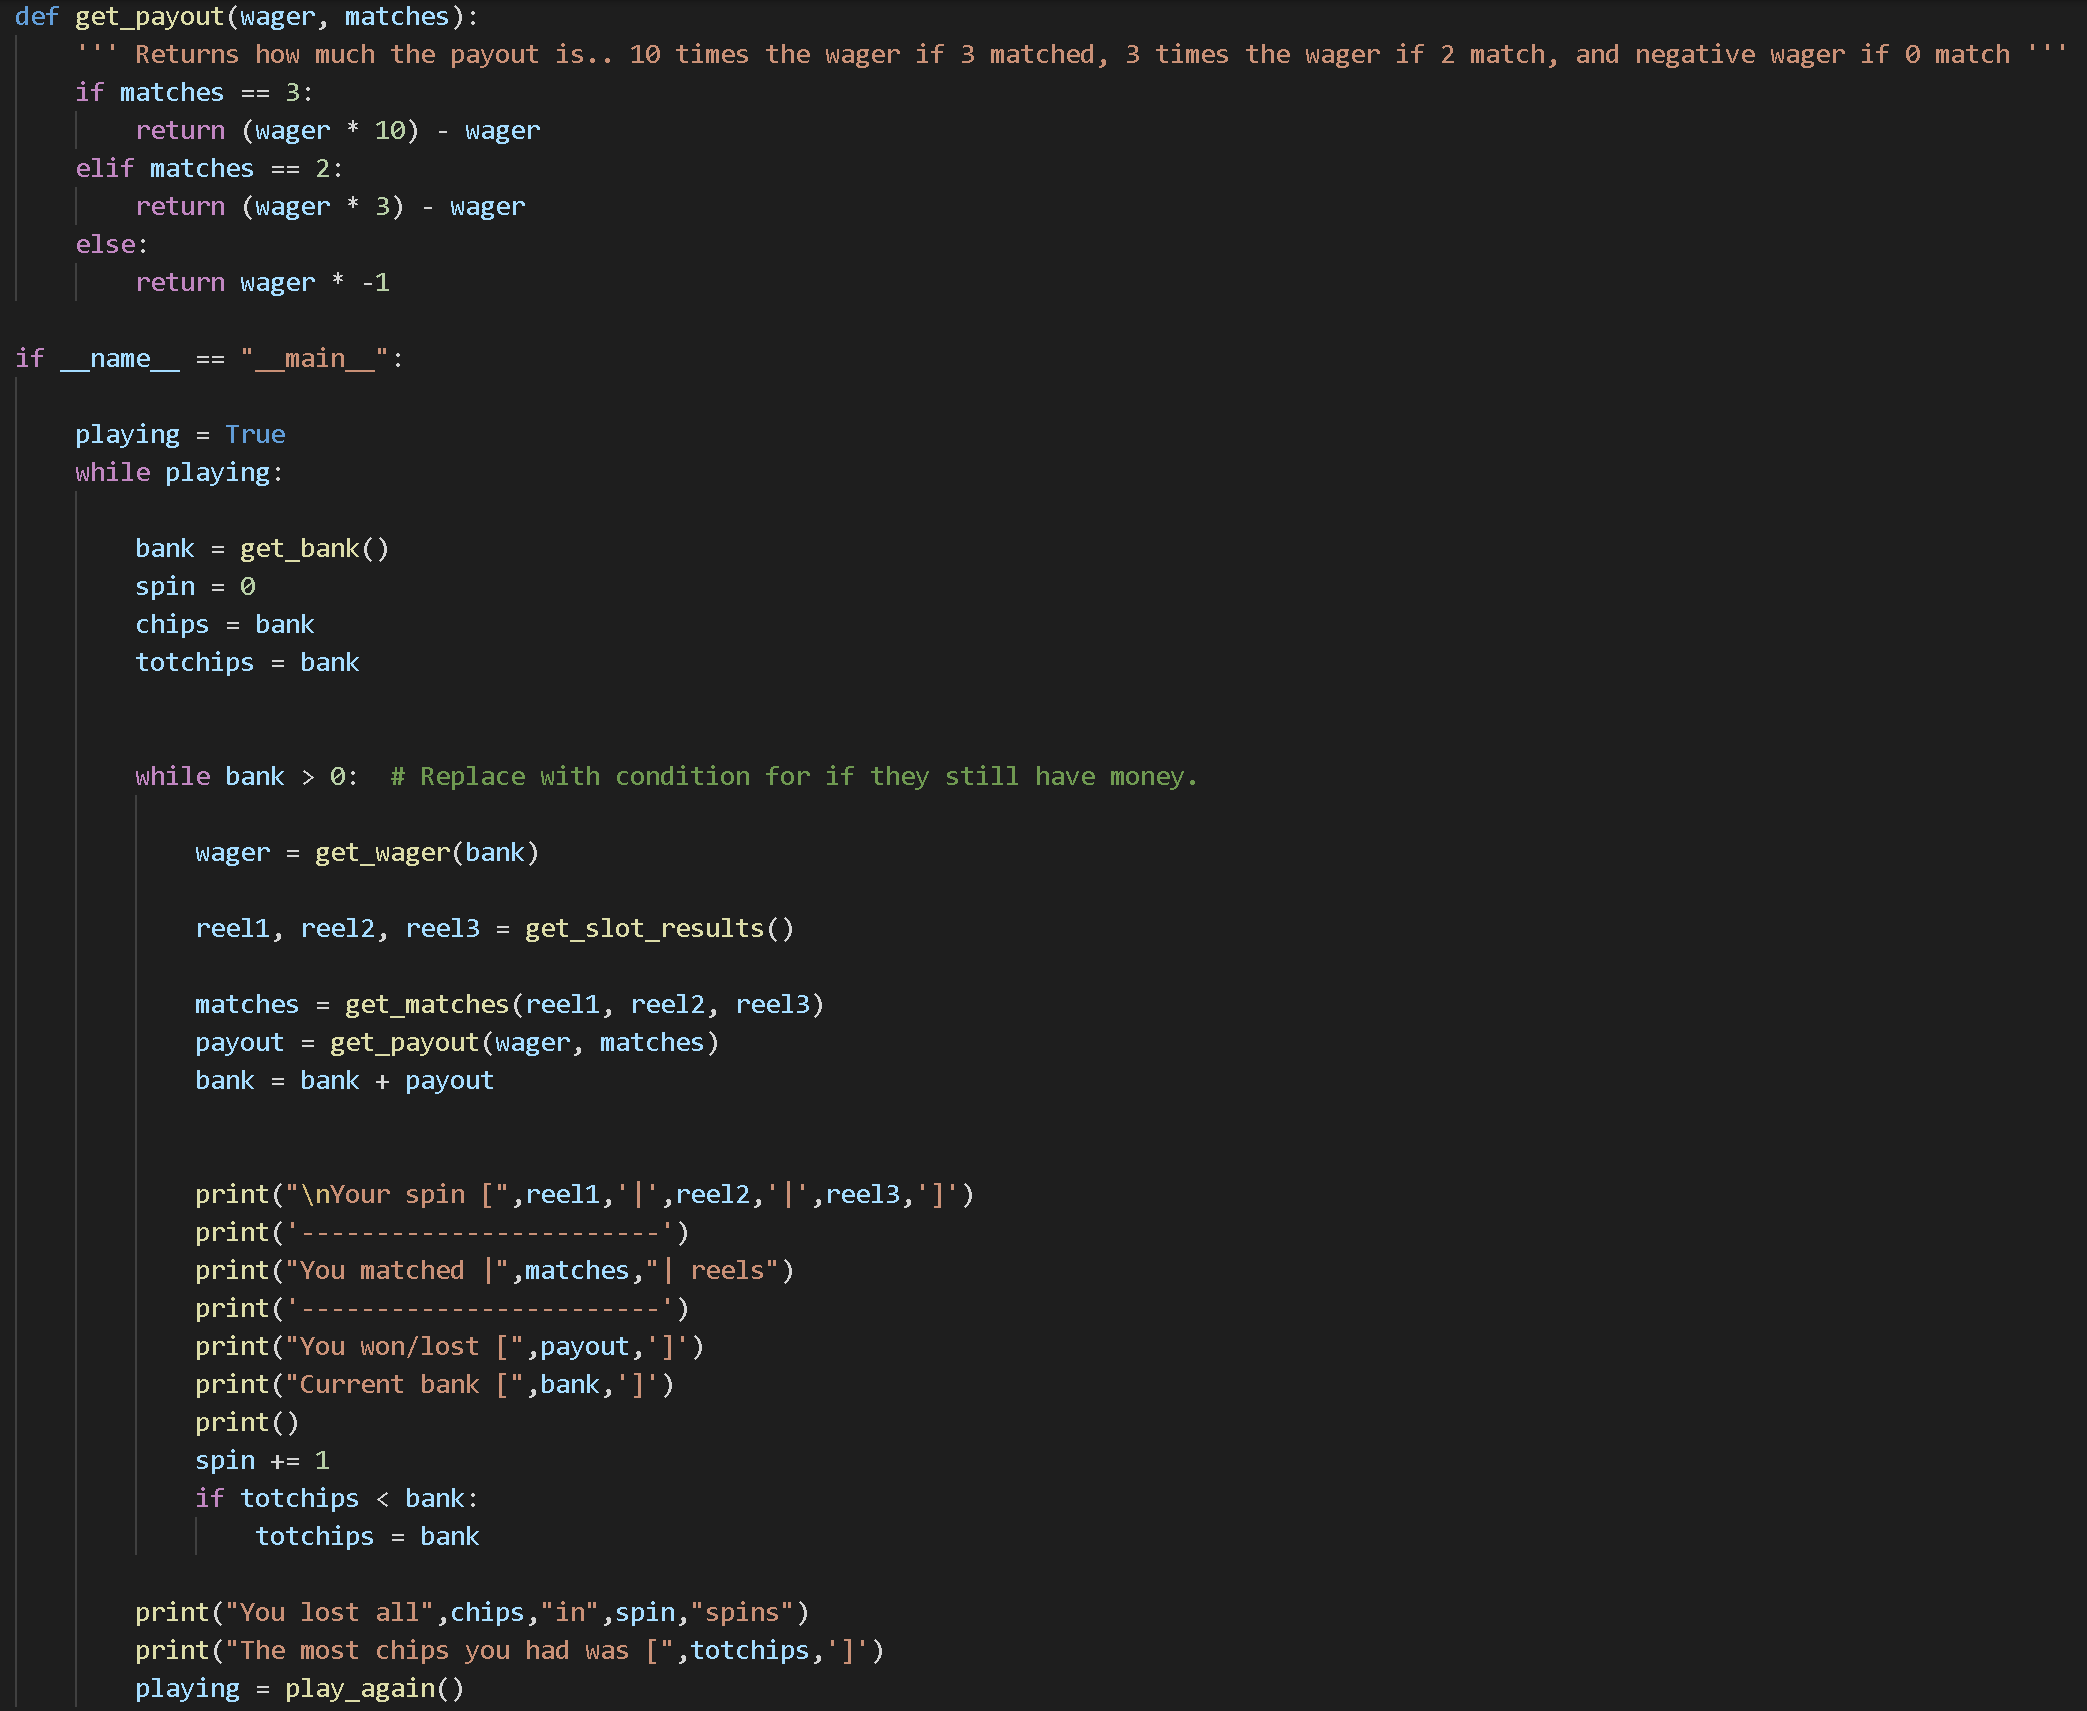 def get_payout(wager, matches):
    ''' Returns how much the payout is.. 10 times the wager if 3 matched, 3 times the wager if 2 match, and negative wager if 0 match '''
    if matches == 3:
        return (wager * 10) - wager
    elif matches == 2:
        return (wager * 3) - wager
    else:
        return wager * -1

if __name__ == "__main__":

    playing = True
    while playing:

        bank = get_bank()
        spin = 0
        chips = bank
        totchips = bank


        while bank > 0:  # Replace with condition for if they still have money.

            wager = get_wager(bank)

            reel1, reel2, reel3 = get_slot_results()

            matches = get_matches(reel1, reel2, reel3)
            payout = get_payout(wager, matches)
            bank = bank + payout


            print("\nYour spin [",reel1,'|',reel2,'|',reel3,']')
            print('------------------------')
            print("You matched |",matches,"| reels")
            print('------------------------')
            print("You won/lost [",payout,']')
            print("Current bank [",bank,']')
            print()
            spin += 1
            if totchips < bank:
                totchips = bank

        print("You lost all",chips,"in",spin,"spins")
        print("The most chips you had was [",totchips,']')
        playing = play_again()